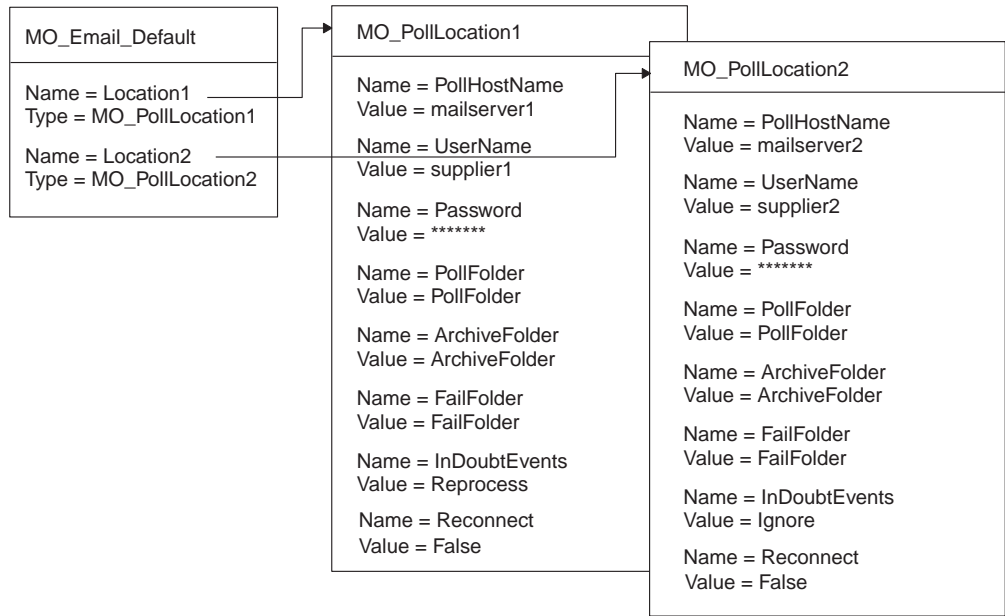 MO_Email_Default
Name = Location1
Type = MO_PollLocation1
Name = Location2
Type = MO_PollLocation2
MO_PollLocation1
Name = PollHostName
Value = mailserver1
Name = UserName
Value = supplier1
Name = Password
Value = *******
Name = PollFolder
Value = PollFolder
Name = ArchiveFolder
Value = ArchiveFolder
Name = FailFolder
Value = FailFolder
Name = InDoubtEvents
Value = Reprocess
Name = Reconnect
Value = False
MO_PollLocation2
Name = PollHostName
Value = mailserver2
Name = UserName
Value = supplier2
Name = Password
Value = *******
Name = PollFolder
Value = PollFolder
Name = ArchiveFolder
Value = ArchiveFolder
Name = FailFolder
Value = FailFolder
Name = InDoubtEvents
Value = Ignore
Name = Reconnect
Value = False